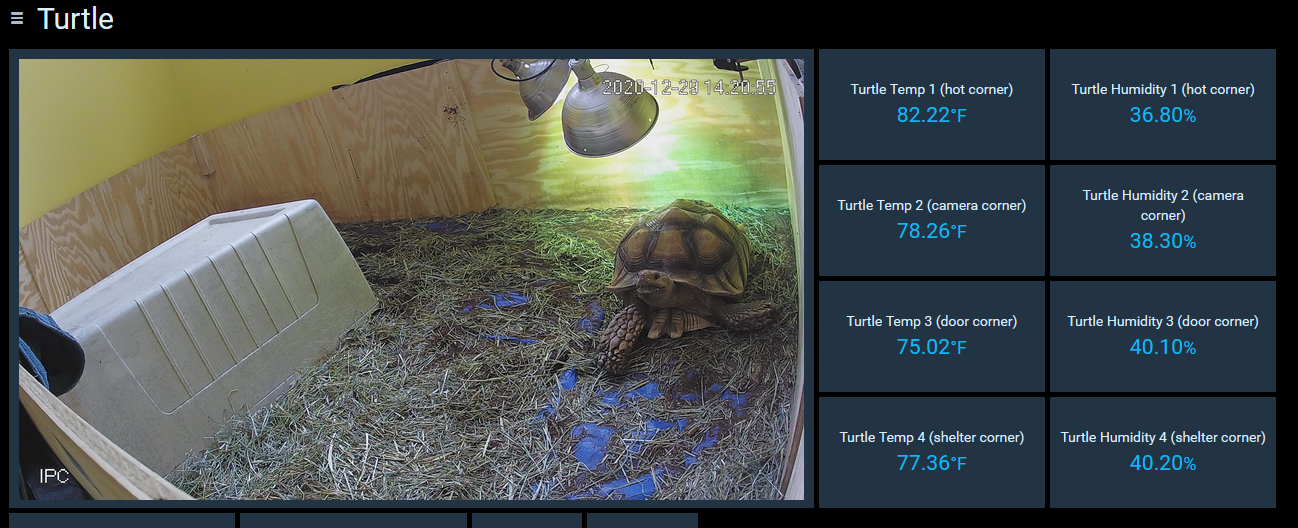 Turtle
2020-12-29 14:20:55
IPC
Turtle Temp 1 (hot corner)
82.22°F
Turtle Humidity 1 (hot corner)
36.80%
Turtle Temp 2 (camera corner)
78.26°F
Turtle Humidity 2 (camera
corner)
38.30%
Turtle Temp 3 (door corner)
75.02°F
Turtle Humidity 3 (door corner)
40.10%
Turtle Temp 4 (shelter corner)
77.36°F
Turtle Humidity 4 (shelter corner)
40.20%